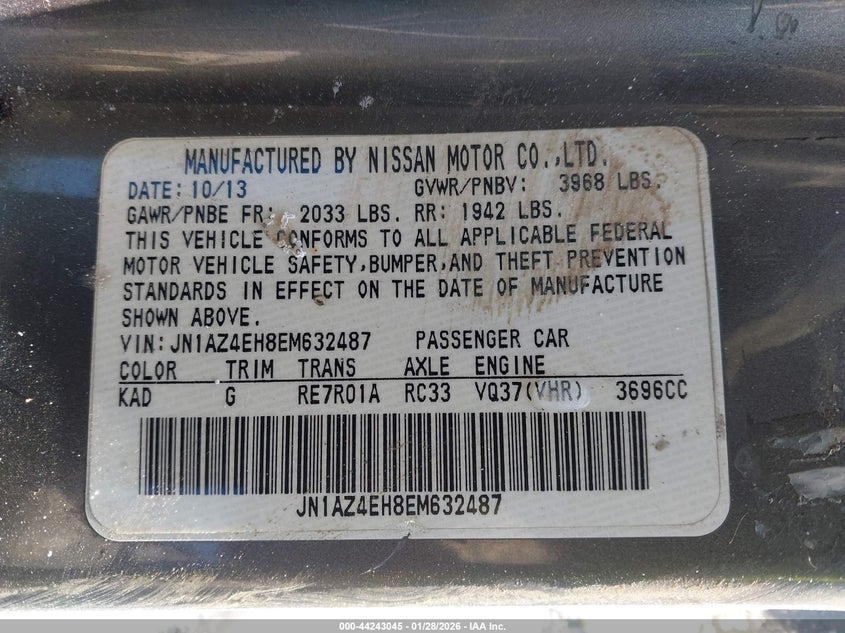 MANUFACTURED BY NISSAN MOTOR CO.,LTD.
DATE: 10/13 GVWR/PNBV: 3968 LBS.
GAWR/PNBE FR: 2033 LBS. RR: 1942 LBS.
THIS VEHICLE CONFORMS TO ALL APPLICABLE FEDERAL
MOTOR VEHICLE SAFETY,BUMPER,AND THEFT PREVENTION
STANDARDS IN EFFECT ON THE DATE OF MANUFACTURE
SHOWN ABOVE.
VIN: JN1AZ4EH8EM632487 PASSENGER CAR
COLOR TRIM TRANS AXLE ENGINE
KAD G RE7R01A RC33 VQ37(VHR) 3696CC
JN1AZ4EH8EM632487
000-44243045 - 01/28/2026 - IAA Inc.